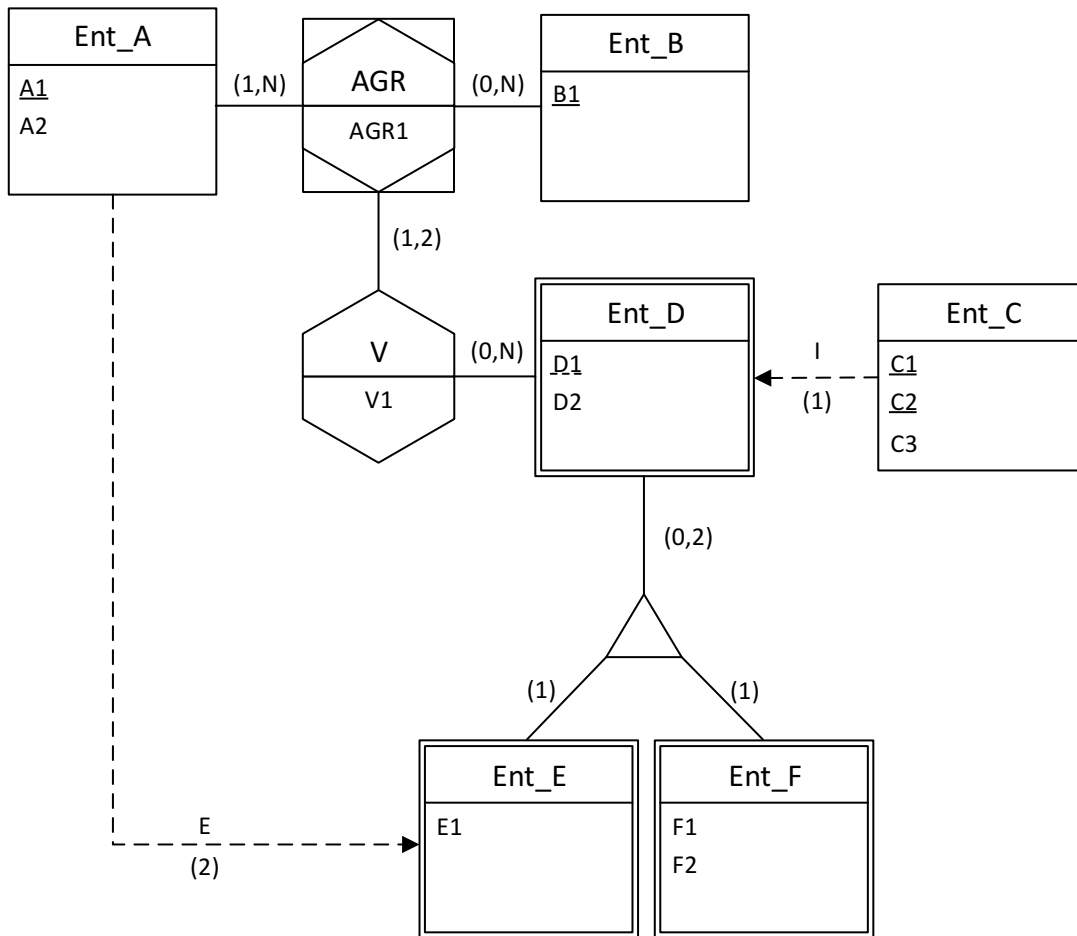 Ent_A
A1
A2
(1,N)
AGR
AGR1
(0,N)
Ent_B
B1
(1,2)
V
V1
(0,N)
Ent_D
D1
D2
I
(1)
Ent_C
C1
C2
C3
(0,2)
(1)
(1)
E
(2)
Ent_E
E1
Ent_F
F1
F2